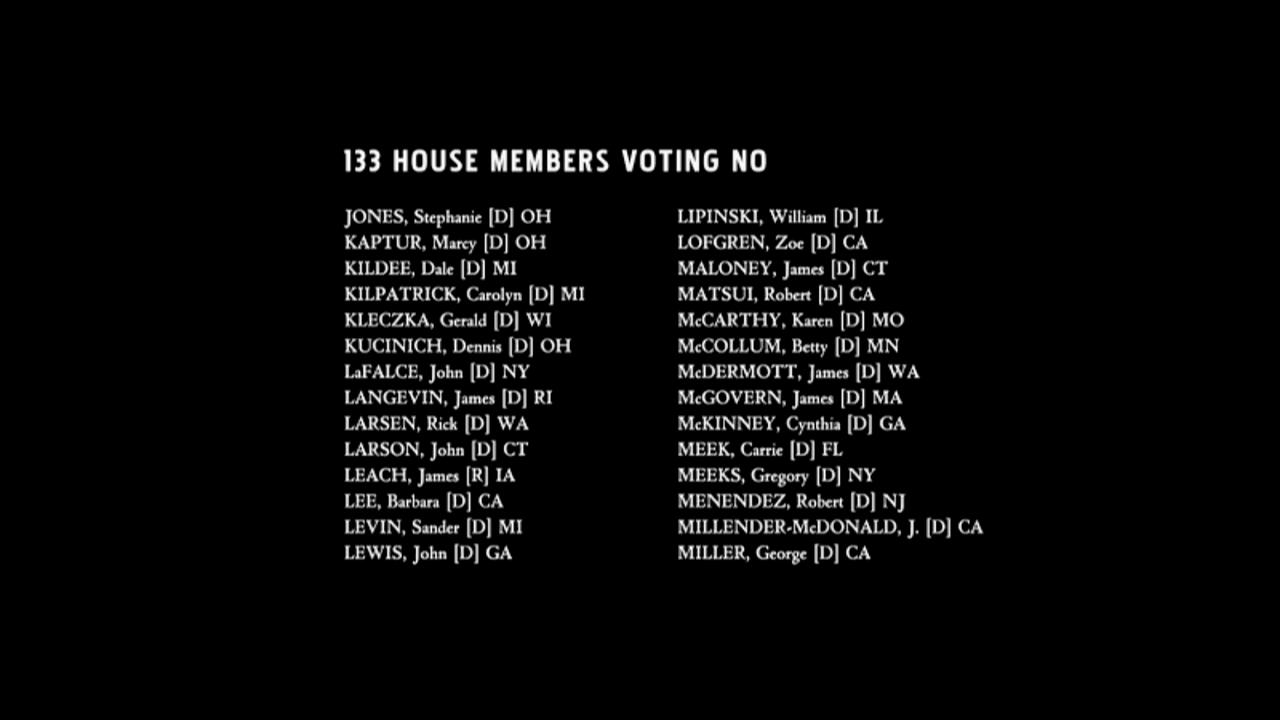 133 HOUSE MEMBERS VOTING NO
JONES, Stephanie [D] OH
KAPTUR, Marcy [D] OH
KILDEE, Dale [D] MI
KILPATRICK, Carolyn [D] MI
KLECZKA, Gerald [D] WI
KUCINICH, Dennis [D] OH
LaFALCE, John [D] NY
LANGEVIN, James [D] RI
LARSEN, Rick [D] WA
LARSON, John [D] CT
LEACH, James [R] IA
LEE, Barbara [D] CA
LEVIN, Sander [D] MI
LEWIS, John [D] GA
LIPINSKI, William [D] IL
LOFGREN, Zoe [D] CA
MALONEY, James [D] CT
MATSUI, Robert [D] CA
McCARTHY, Karen [D] MO
McCOLLUM, Betty [D] MN
McDERMOTT, James [D] WA
McGOVERN, James [D] MA
McKINNEY, Cynthia [D] GA
MEEK, Carrie [D] FL
MEEKS, Gregory [D] NY
MENENDEZ, Robert [D] NJ
MILLENDER-McDONALD, J. [D] CA
MILLER, George [D] CA